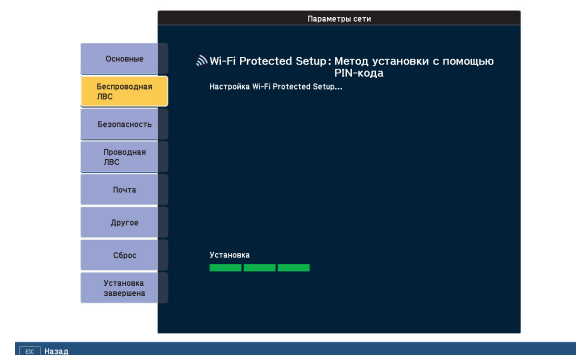 Параметры сети
Основные
Беспроводная
ЛВС
Безопасность
Проводная
ЛВС
Почта
Другое
Сброс
Установка
завершена
Wi-Fi Protected Setup: Метод установки с помощью
PIN-кода
Настройка Wi-Fi Protected Setup...
Установка
ESC Назад